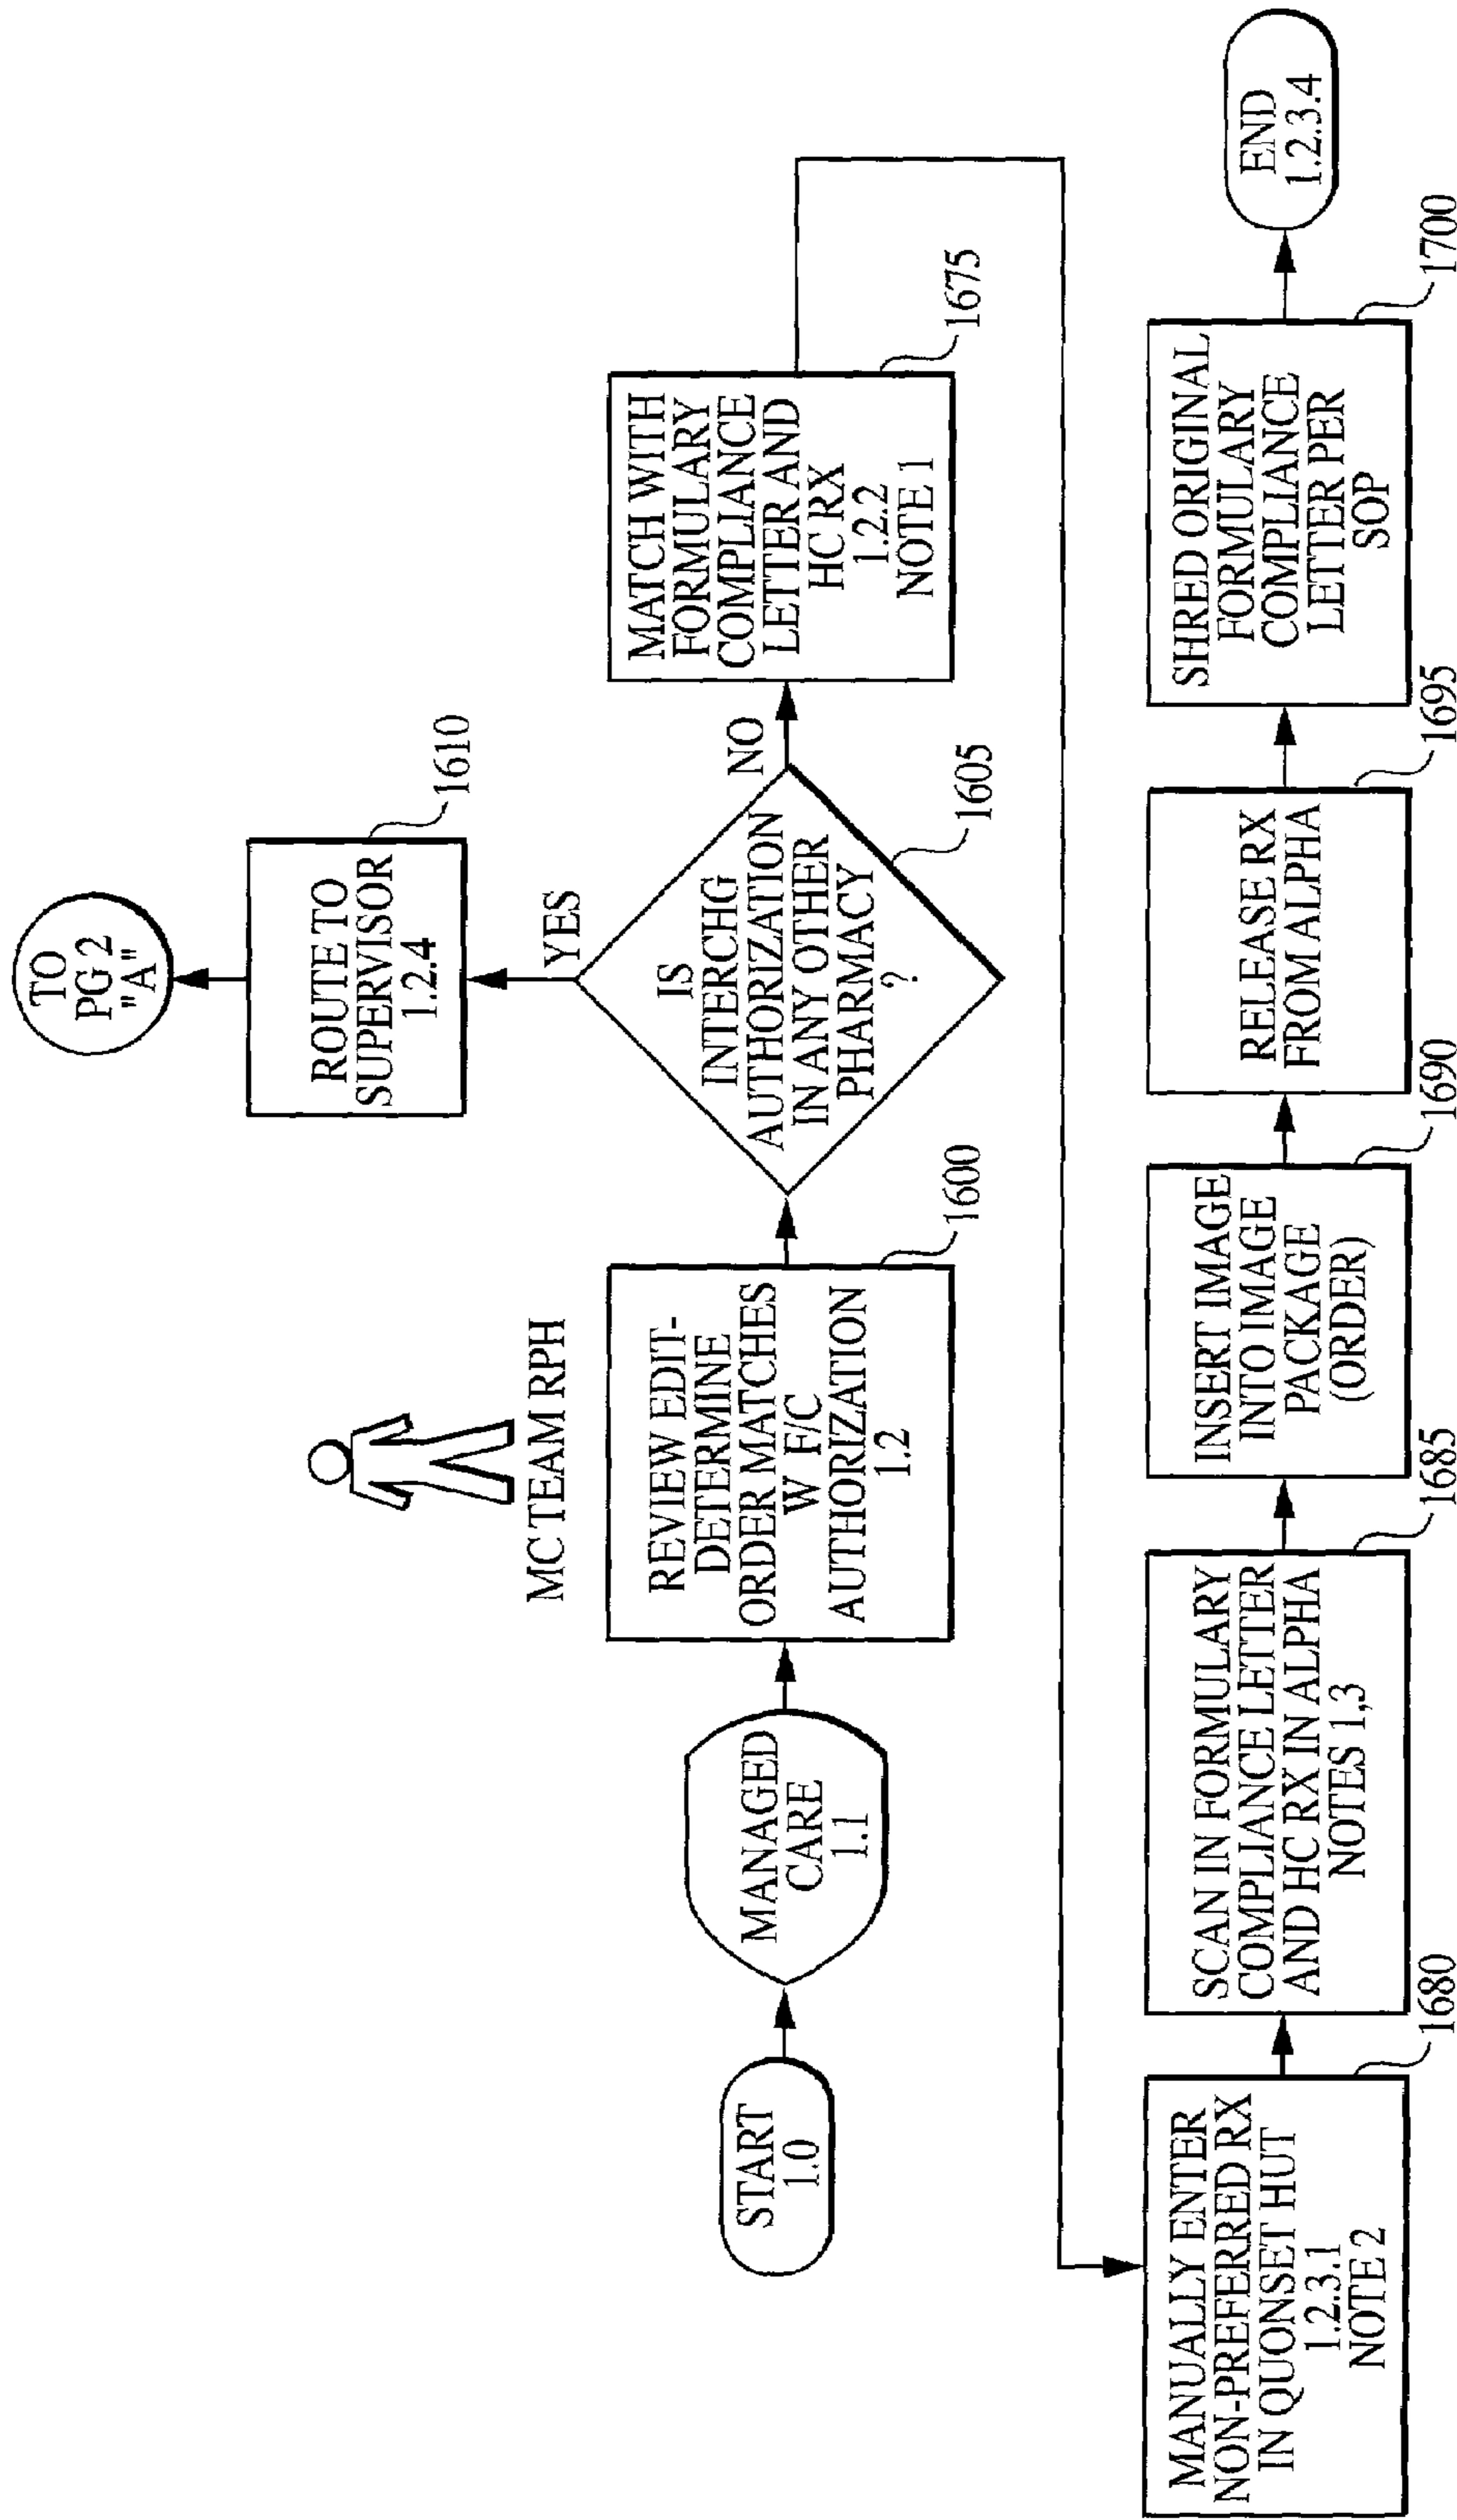 TO
PG 2
"A"
ROUTE TO
SUPERVISOR
1.2.4
1610
YES
MC TEAM RPH
START
1.0
MANAGED
CARE
1.1
REVIEW EDIT-
DETERMINE
ORDER MATCHES
W F/C
AUTHORIZATION
1.2
1600
IS
INTERCHG
AUTHORIZATION
IN ANY OTHER
PHARMACY
?
1605
NO
MATCH WITH
FORMULARY
COMPLIANCE
LETTER AND
HC RX
1.2.2
NOTE 1
1675
MANUALLY ENTER
NON-PREFERRED RX
IN QUONSET HUT
1.2.3.1
NOTE 2
1680
SCAN IN FORMULARY
COMPLIANCE LETTER
AND HC RX IN ALPHA
NOTES 1,3
1685
INSERT IMAGE
INTO IMAGE
PACKAGE
(ORDER)
1690
RELEASE RX
FROM ALPHA
1695
SHRED ORIGINAL
FORMULARY
COMPLIANCE
LETTER PER
SOP
1700
END
1.2.3.4